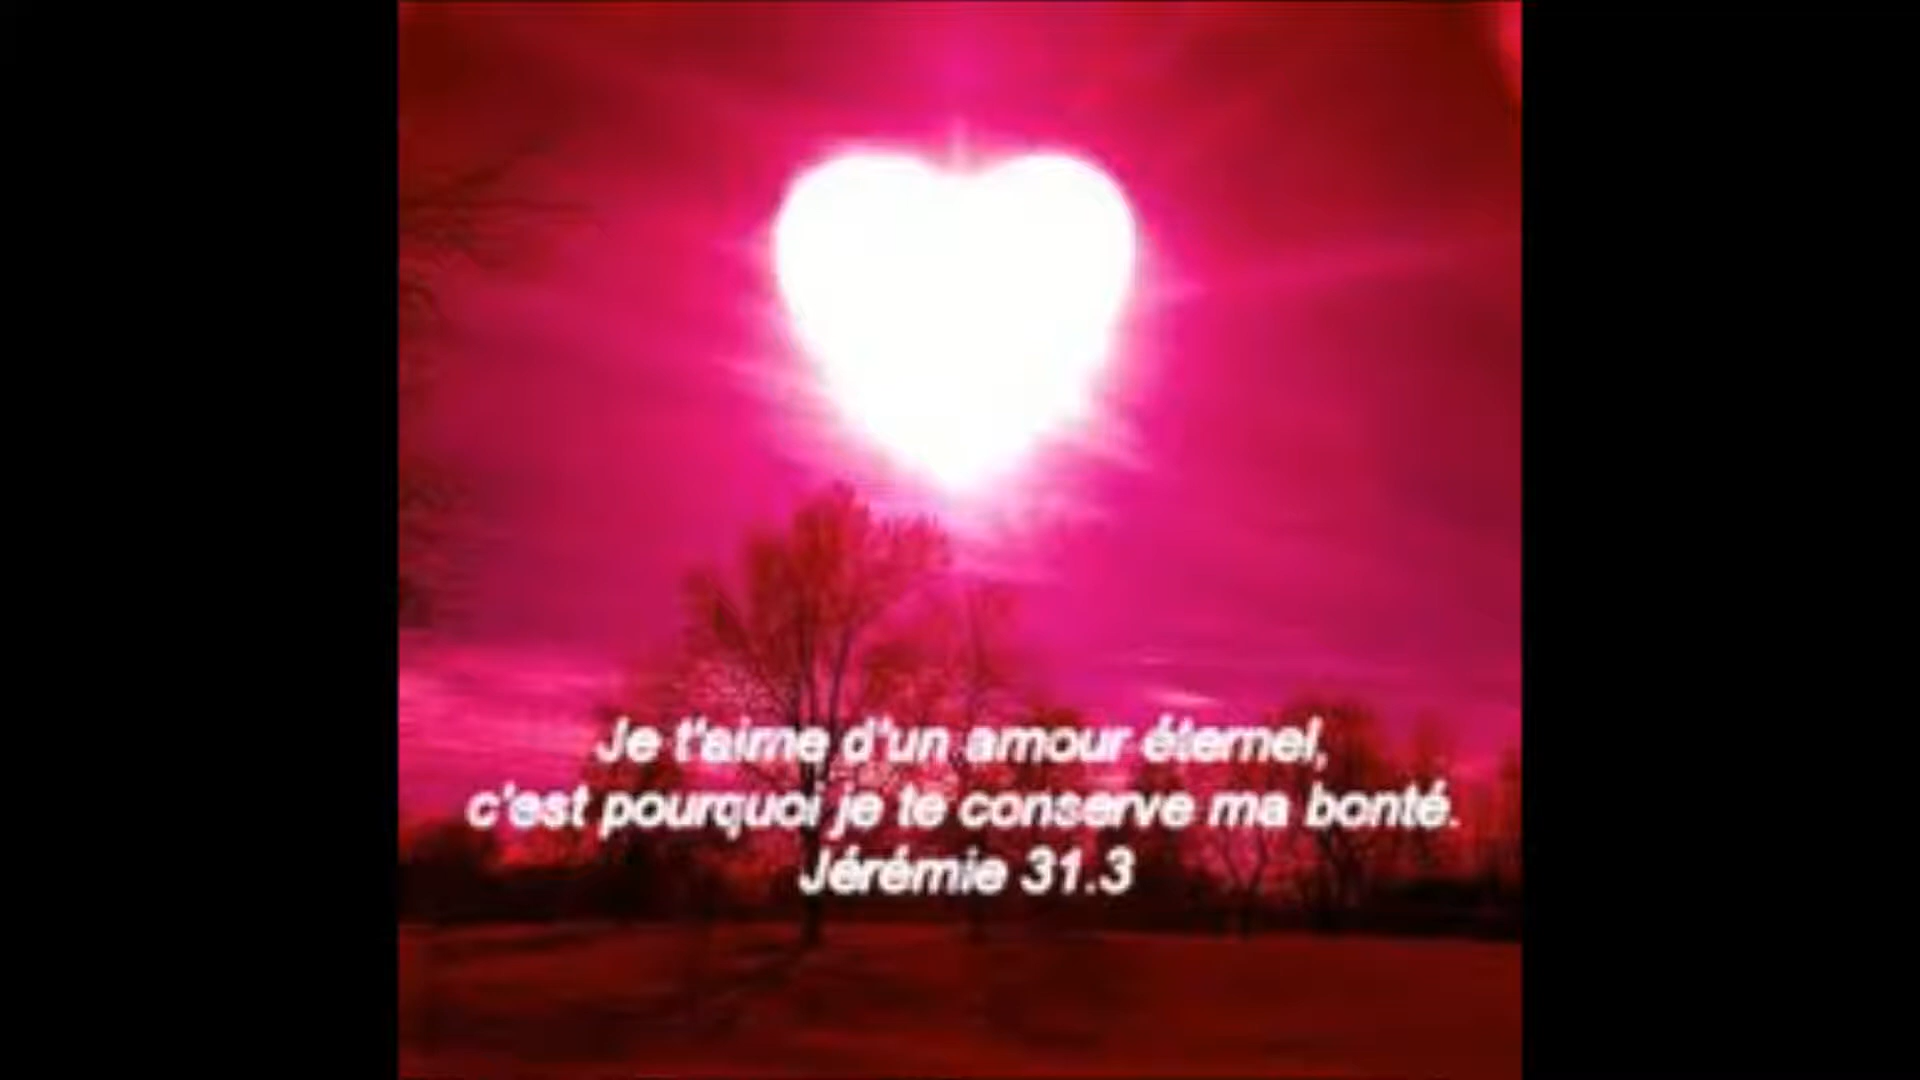 Je t'aime d'un amour éternel,
c'est pourquoi je te conserve ma bonté.
Jérémie 31.3